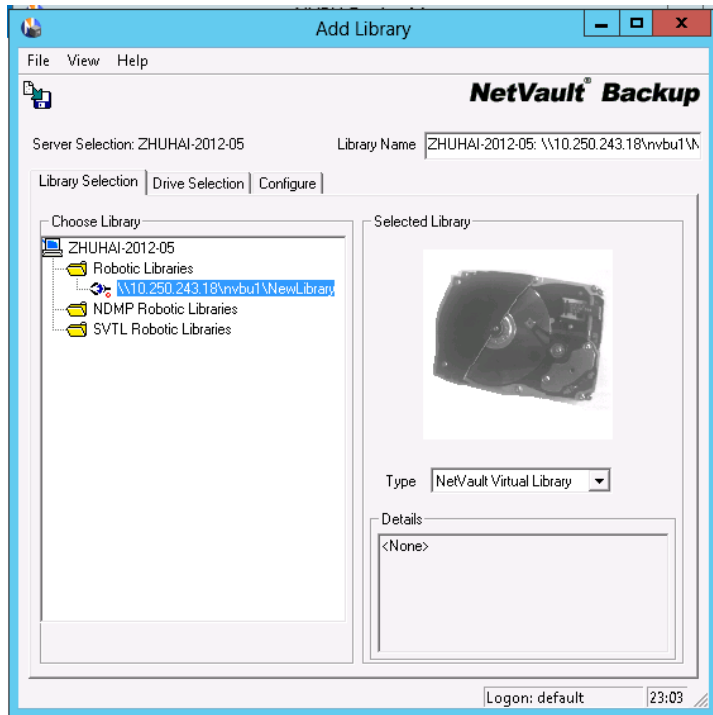 Add Library
File View Help
NetVault® Backup
Server Selection: ZHUHAI-2012-05
Library Name ZHUHAI-2012-05: \\10.250.243.18\nvbu1\N
Library Selection Drive Selection Configure
Choose Library
ZHUHAI-2012-05
Robotic Libraries
\\10.250.243.18\nvbu1\NewLibrary
NDMP Robotic Libraries
SVTL Robotic Libraries
Selected Library
Type NetVault Virtual Library
Details
<None>
Logon: default 23:03